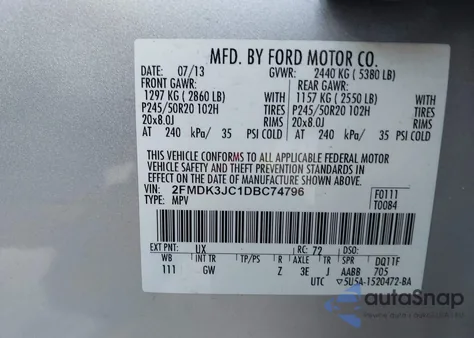 MFD. BY FORD MOTOR CO.
DATE 07/13 GVWR: 2440 KG ( 5380 LB)
FRONT GAWR: REAR GAWR:
1297 KG ( 2860 LB) 1157 KG ( 2550 LB)
P245/50R20 102H TIRES P245/50R20 102H
20x8.0J RIMS 20x8.0J
AT 240 kPa/ 35 PSI COLD AT 240 kPa/ 35 PSI COLD
THIS VEHICLE CONFORMS TO ALL APPLICABLE FEDERAL MOTOR
VEHICLE SAFETY, BUMPER, AND THEFT PREVENTION STANDARDS
IN EFFECT ON THE DATE OF MANUFACTURE SHOWN ABOVE.
VIN: 2FMDK3JC1DBC74796 F0111
TYPE: MPV T0084
EXT PNT: UX RC: 72 DSO:
WB INT TR TP/PS R AXLE TR SPR DQ11F
111 GW Z 3E J AABB 705
UTC ▽5U5A-1520472-BA
autoSnap